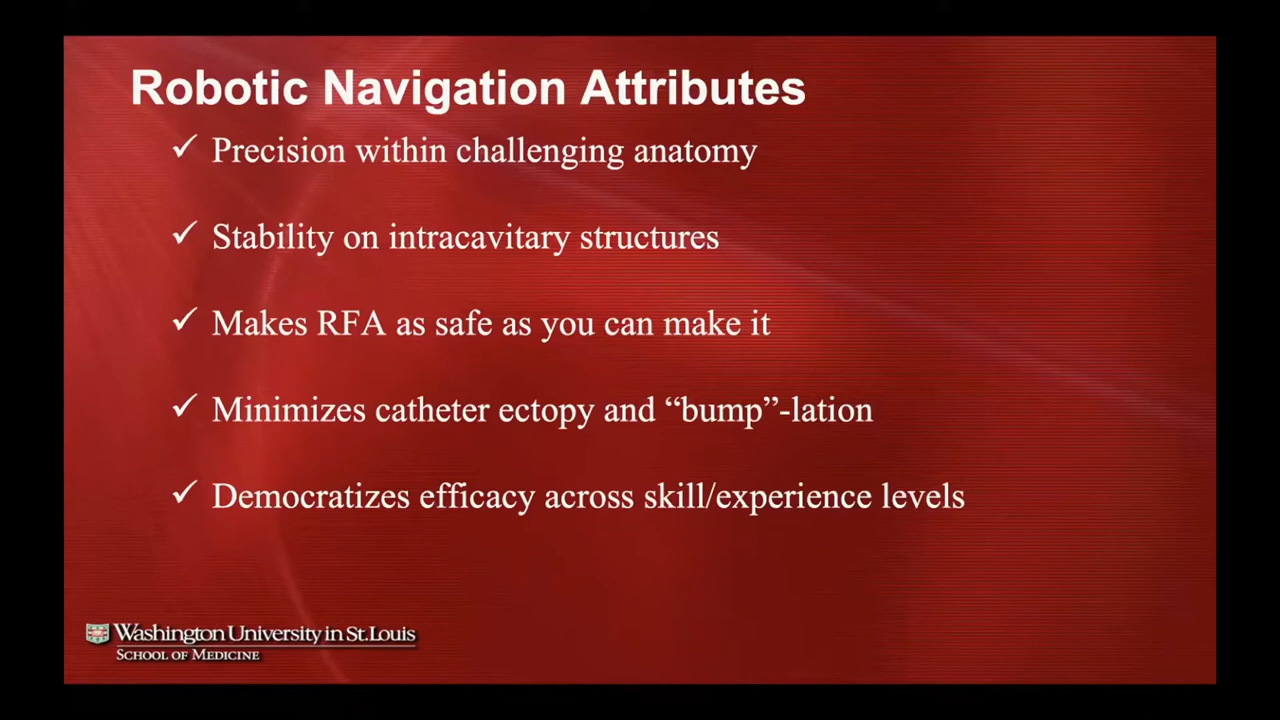 Robotic Navigation Attributes
✓ Precision within challenging anatomy
✓ Stability on intracavitary structures
✓ Makes RFA as safe as you can make it
✓ Minimizes catheter ectopy and “bump”-lation
✓ Democratizes efficacy across skill/experience levels
Washington University in St. Louis
SCHOOL OF MEDICINE